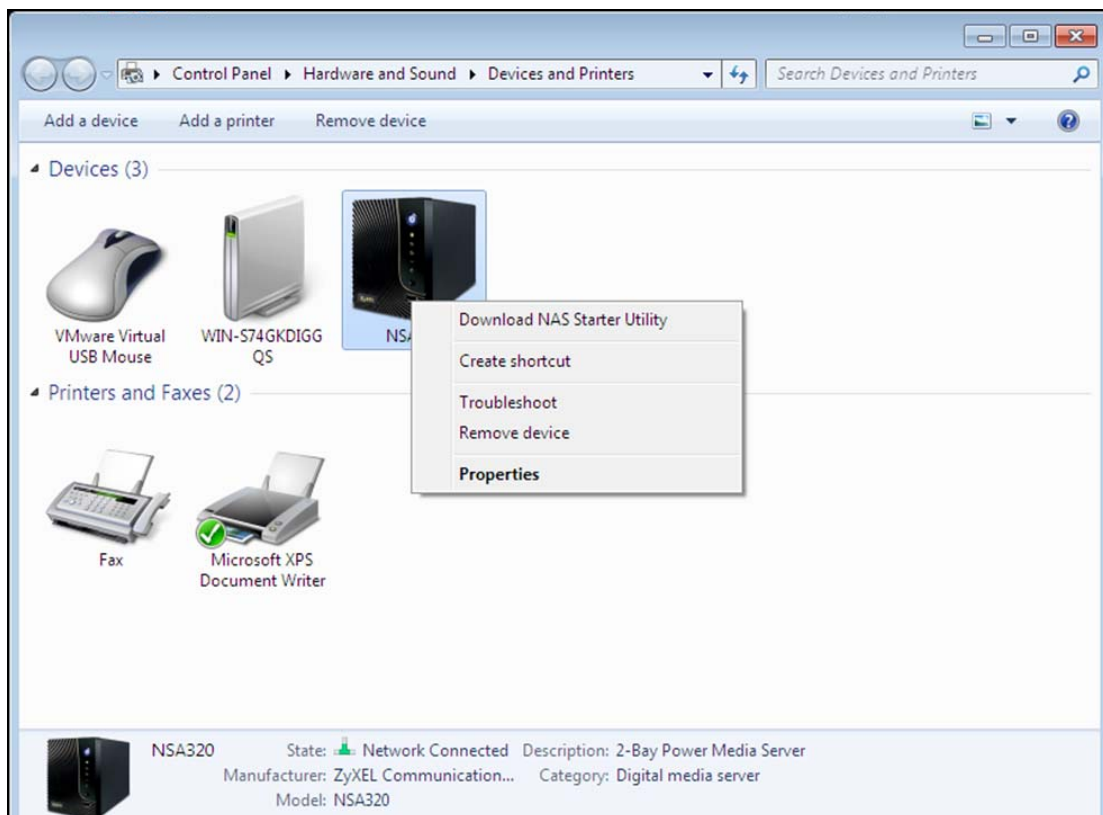 Control Panel ▸ Hardware and Sound ▸ Devices and Printers
Search Devices and Printers
Add a device Add a printer Remove device
Devices (3)
VMware Virtual
USB Mouse
WIN-S74GKDIGG
QS
NSA
Download NAS Starter Utility
Create shortcut
Troubleshoot
Remove device
Properties
Printers and Faxes (2)
Fax
Microsoft XPS
Document Writer
NSA320 State: Network Connected Description: 2-Bay Power Media Server
Manufacturer: ZyXEL Communication... Category: Digital media server
Model: NSA320